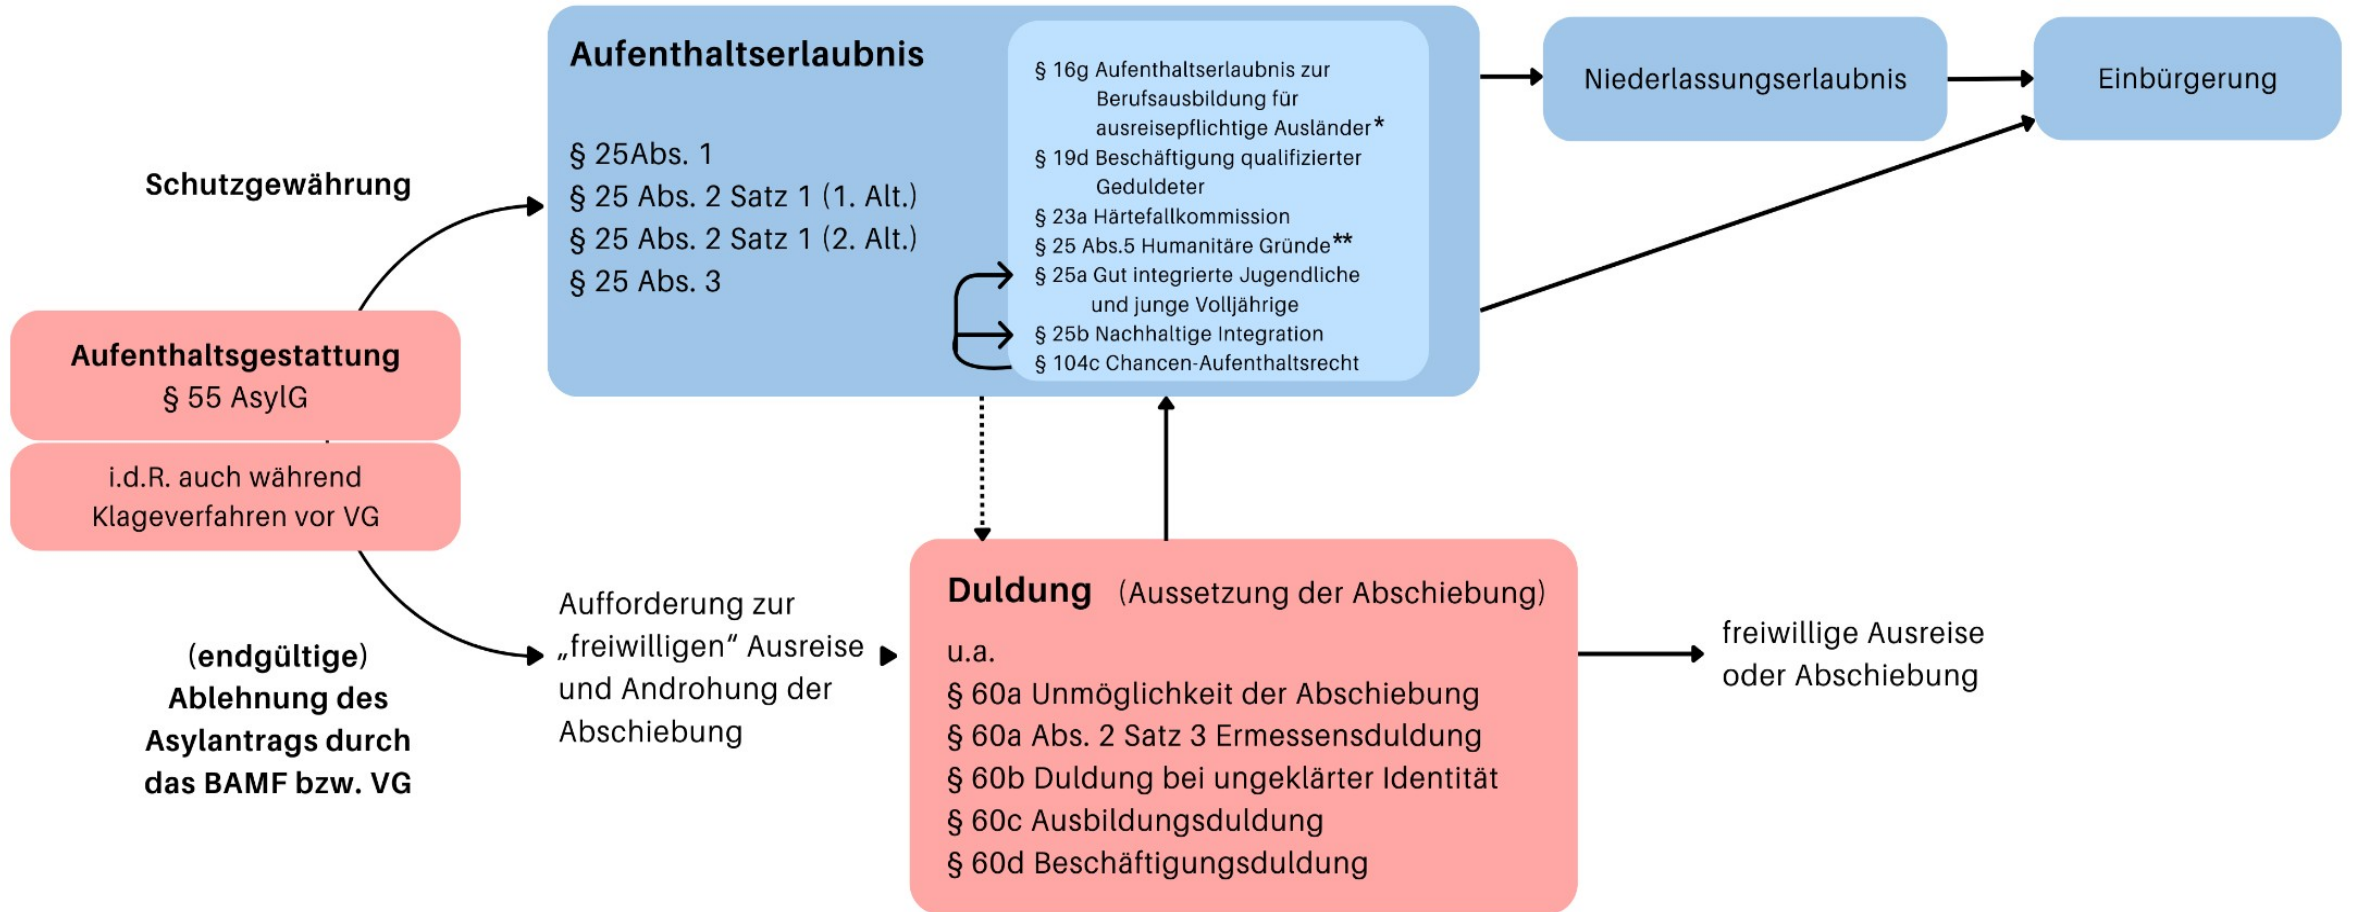 Aufenthaltserlaubnis
§ 25Abs. 1
§ 25 Abs. 2 Satz 1 (1. Alt.)
§ 25 Abs. 2 Satz 1 (2. Alt.)
§ 25 Abs. 3
§ 16g Aufenthaltserlaubnis zur
Berufsausbildung für
ausreisepflichtige Ausländer*
§ 19d Beschäftigung qualifizierter
Geduldeter
§ 23a Härtefallkommission
§ 25 Abs.5 Humanitäre Gründe**
§ 25a Gut integrierte Jugendliche
und junge Volljährige
§ 25b Nachhaltige Integration
§ 104c Chancen-Aufenthaltsrecht
Niederlassungserlaubnis
Einbürgerung
Schutzgewährung
Aufenthaltsgestattung
§ 55 AsylG
i.d.R. auch während
Klageverfahren vor VG
(endgültige)
Ablehnung des
Asylantrags durch
das BAMF bzw. VG
Aufforderung zur
„freiwilligen“ Ausreise
und Androhung der
Abschiebung
Duldung (Aussetzung der Abschiebung)
u.a.
§ 60a Unmöglichkeit der Abschiebung
§ 60a Abs. 2 Satz 3 Ermessensduldung
§ 60b Duldung bei ungeklärter Identität
§ 60c Ausbildungsduldung
§ 60d Beschäftigungsduldung
freiwillige Ausreise
oder Abschiebung